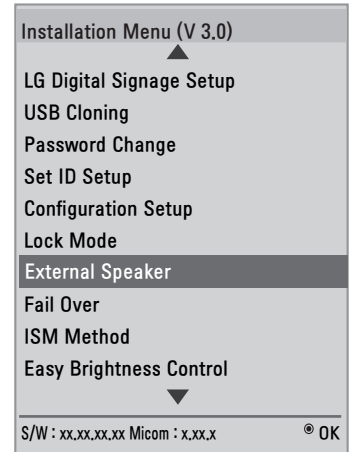 Installation Menu (V 3.0)
LG Digital Signage Setup
USB Cloning
Password Change
Set ID Setup
Configuration Setup
Lock Mode
External Speaker
Fail Over
ISM Method
Easy Brightness Control
S/W : xx.xx.xx.xx Micom : x.xx.x ◉ OK